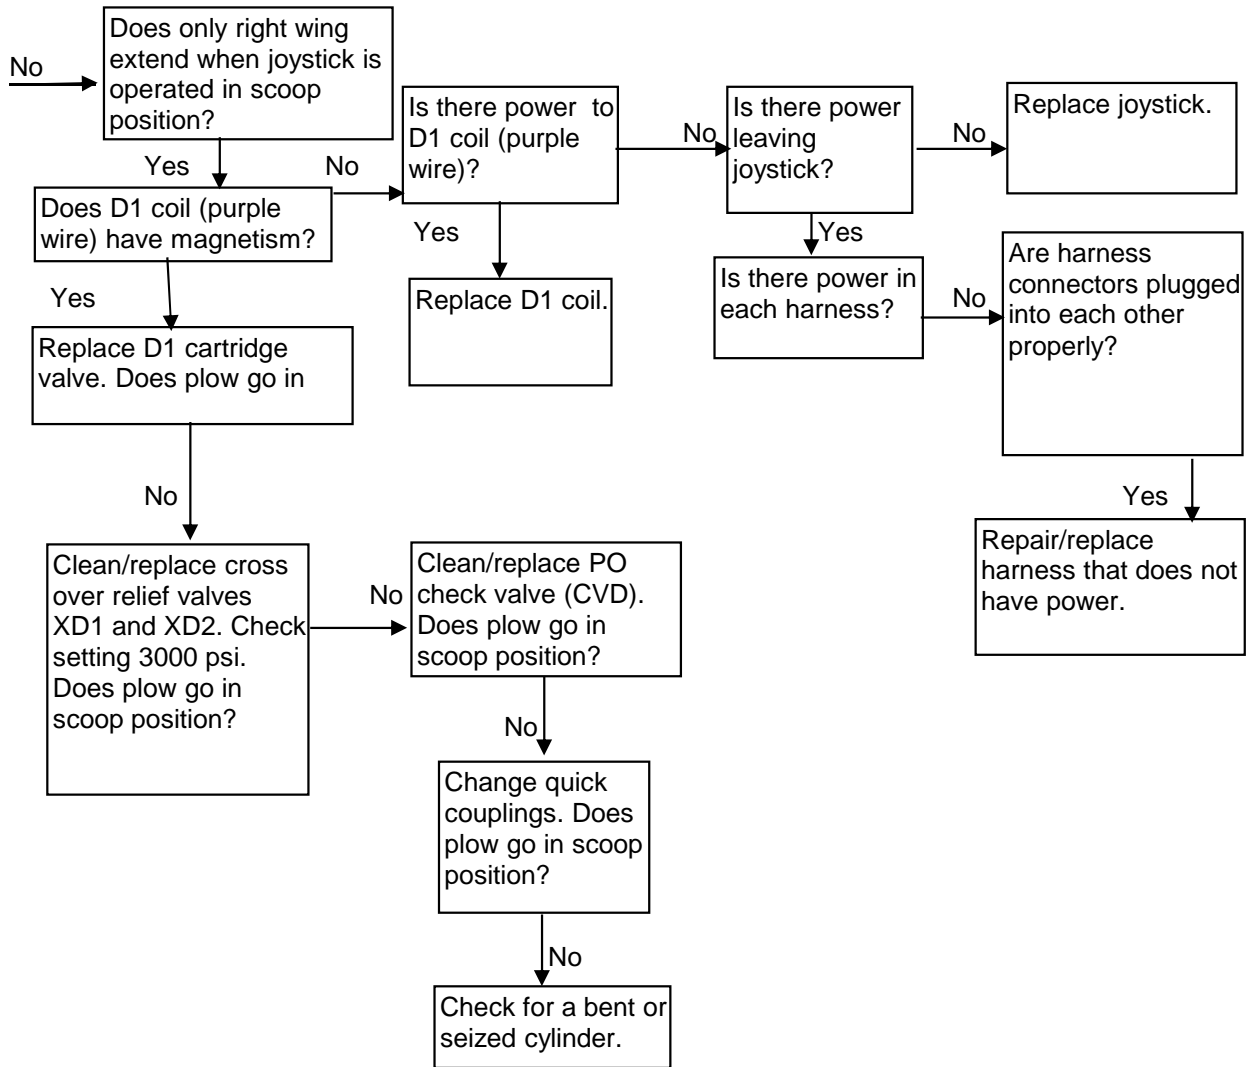 No
Does only right wing
extend when joystick is
operated in scoop
position?
Yes
No
Does D1 coil (purple
wire) have magnetism?
Yes
Replace D1 cartridge
valve. Does plow go in
No
Clean/replace cross
over relief valves
XD1 and XD2. Check
setting 3000 psi.
Does plow go in
scoop position?
No
Clean/replace PO
check valve (CVD).
Does plow go in
scoop position?
No
Change quick
couplings. Does
plow go in scoop
position?
No
Check for a bent or
seized cylinder.
Is there power to
D1 coil (purple
wire)?
Yes
Replace D1 coil.
No
Is there power
leaving
joystick?
No
Replace joystick.
Yes
Is there power in
each harness?
No
Are harness
connectors plugged
into each other
properly?
Yes
Repair/replace
harness that does not
have power.